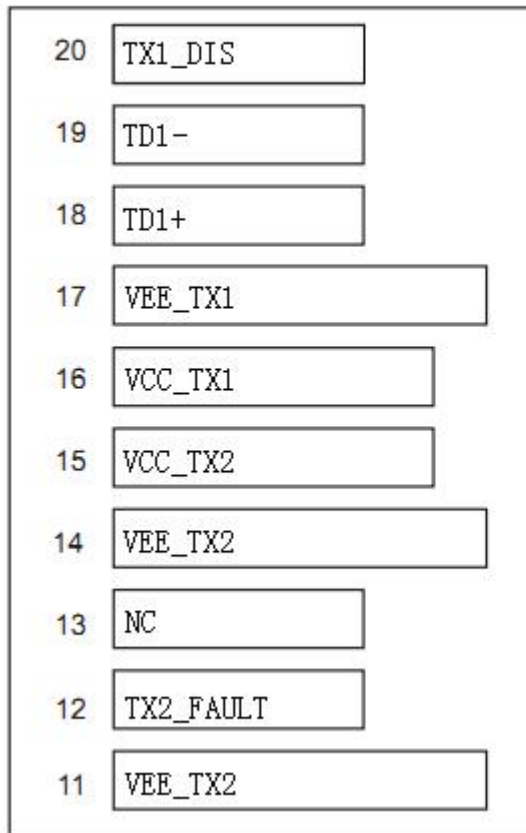 20 TX1_DIS
19 TD1-
18 TD1+
17 VEE_TX1
16 VCC_TX1
15 VCC_TX2
14 VEE_TX2
13 NC
12 TX2_FAULT
11 VEE_TX2